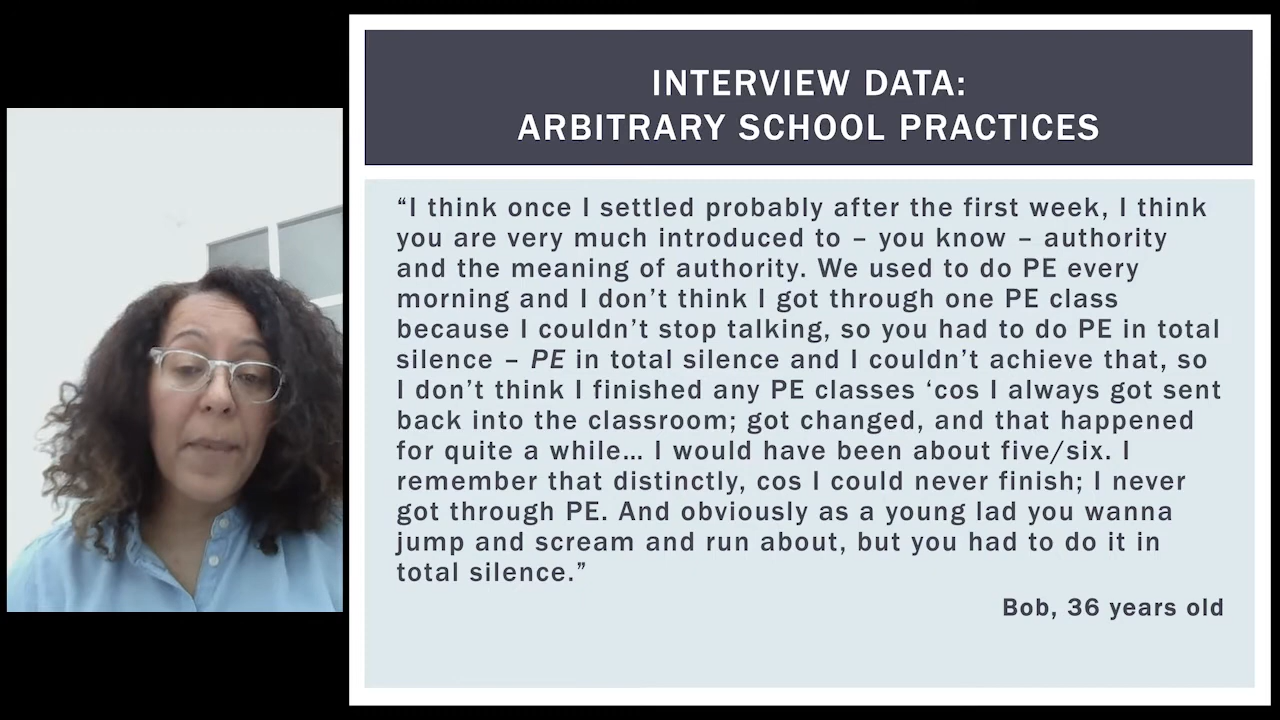 INTERVIEW DATA:
ARBITRARY SCHOOL PRACTICES
“I think once I settled probably after the first week, I think
you are very much introduced to – you know – authority
and the meaning of authority. We used to do PE every
morning and I don’t think I got through one PE class
because I couldn’t stop talking, so you had to do PE in total
silence – PE in total silence and I couldn’t achieve that, so
I don’t think I finished any PE classes ‘cos I always got sent
back into the classroom; got changed, and that happened
for quite a while… I would have been about five/six. I
remember that distinctly, cos I could never finish; I never
got through PE. And obviously as a young lad you wanna
jump and scream and run about, but you had to do it in
total silence.”
Bob, 36 years old